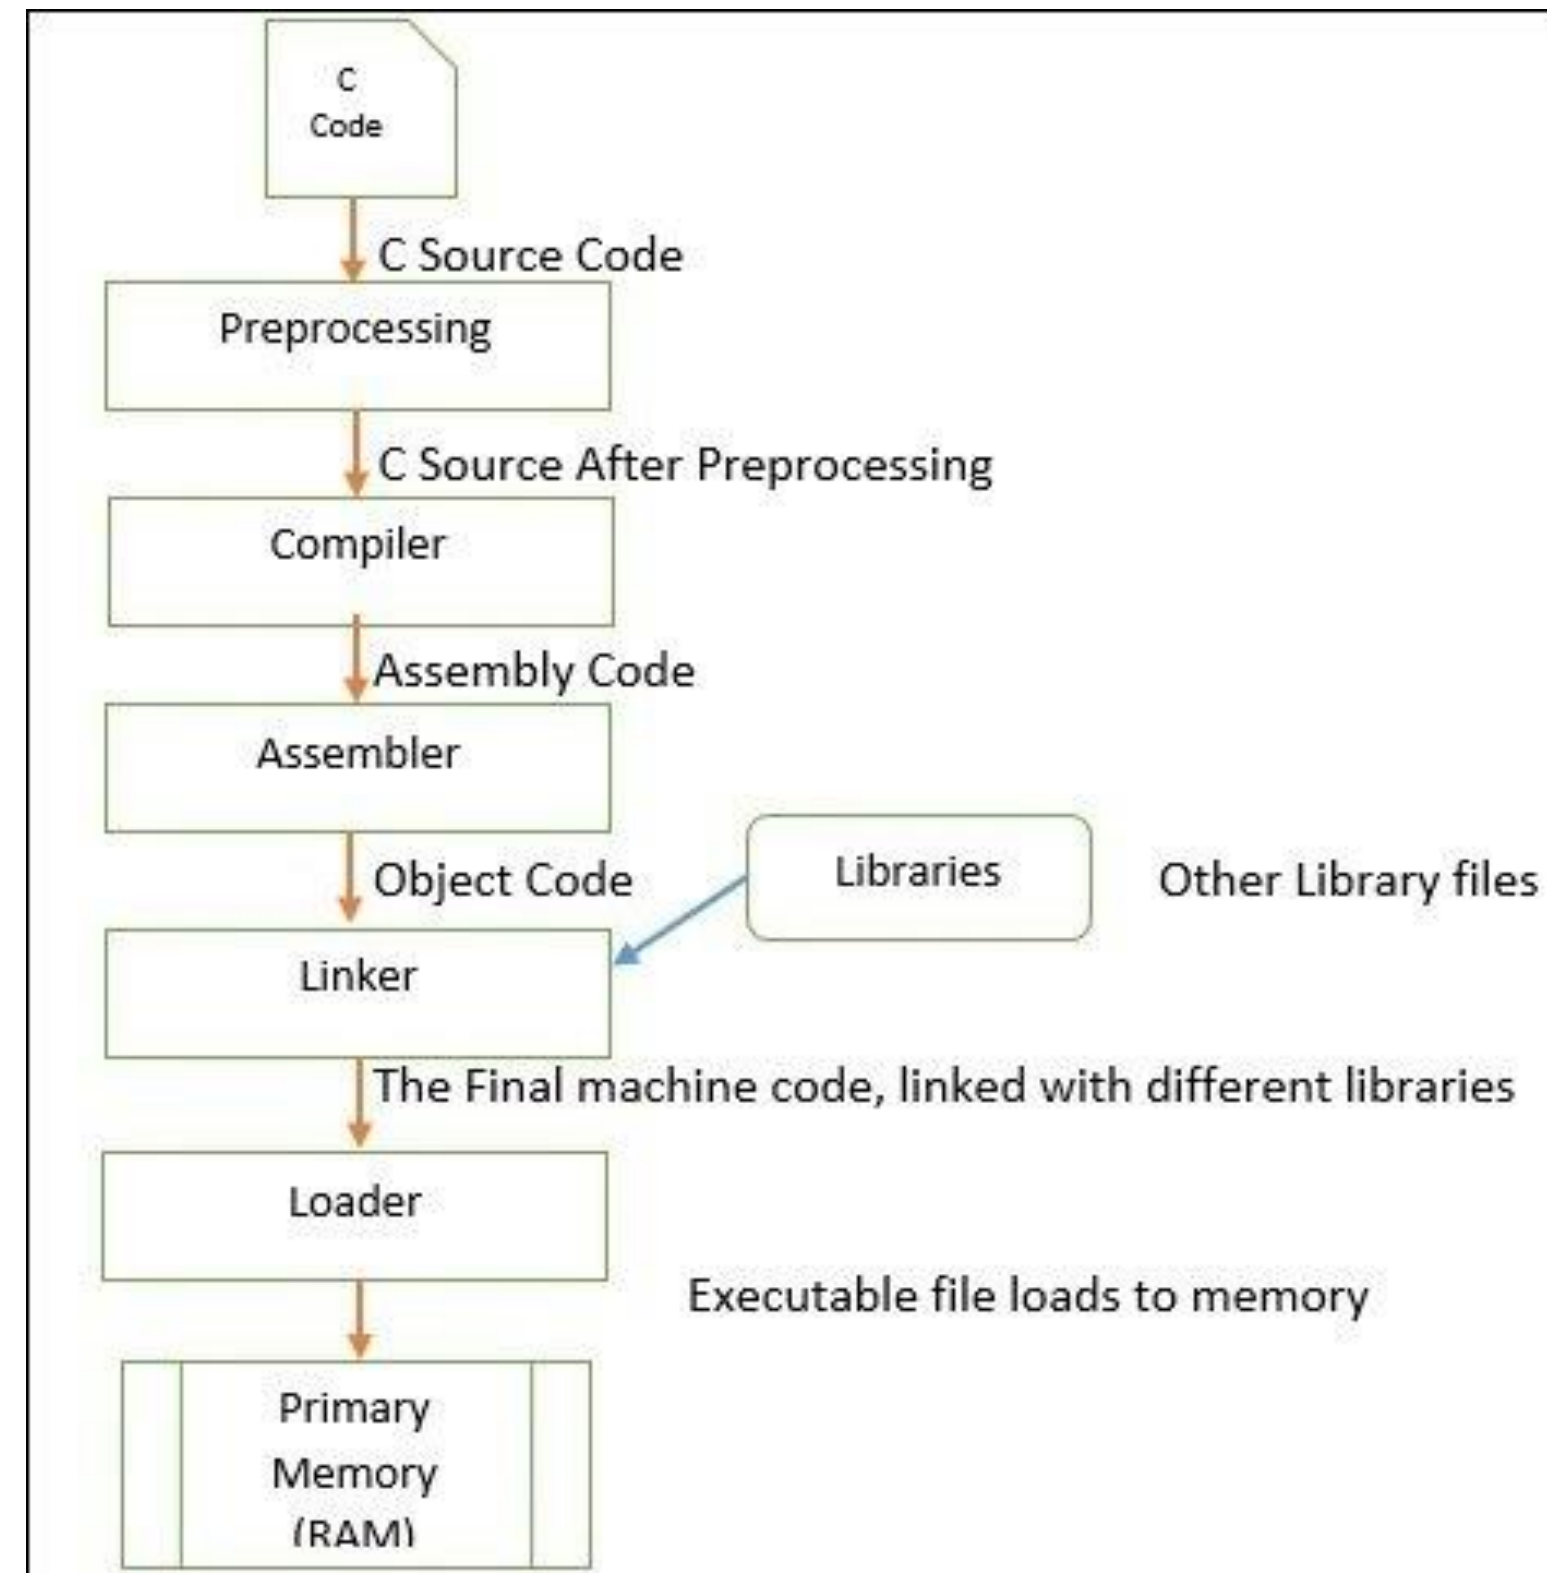 C
Code
C Source Code
Preprocessing
C Source After Preprocessing
Compiler
Assembly Code
Assembler
Object Code
Libraries
Other Library files
Linker
The Final machine code, linked with different libraries
Loader
Executable file loads to memory
Primary
Memory
(RAM)